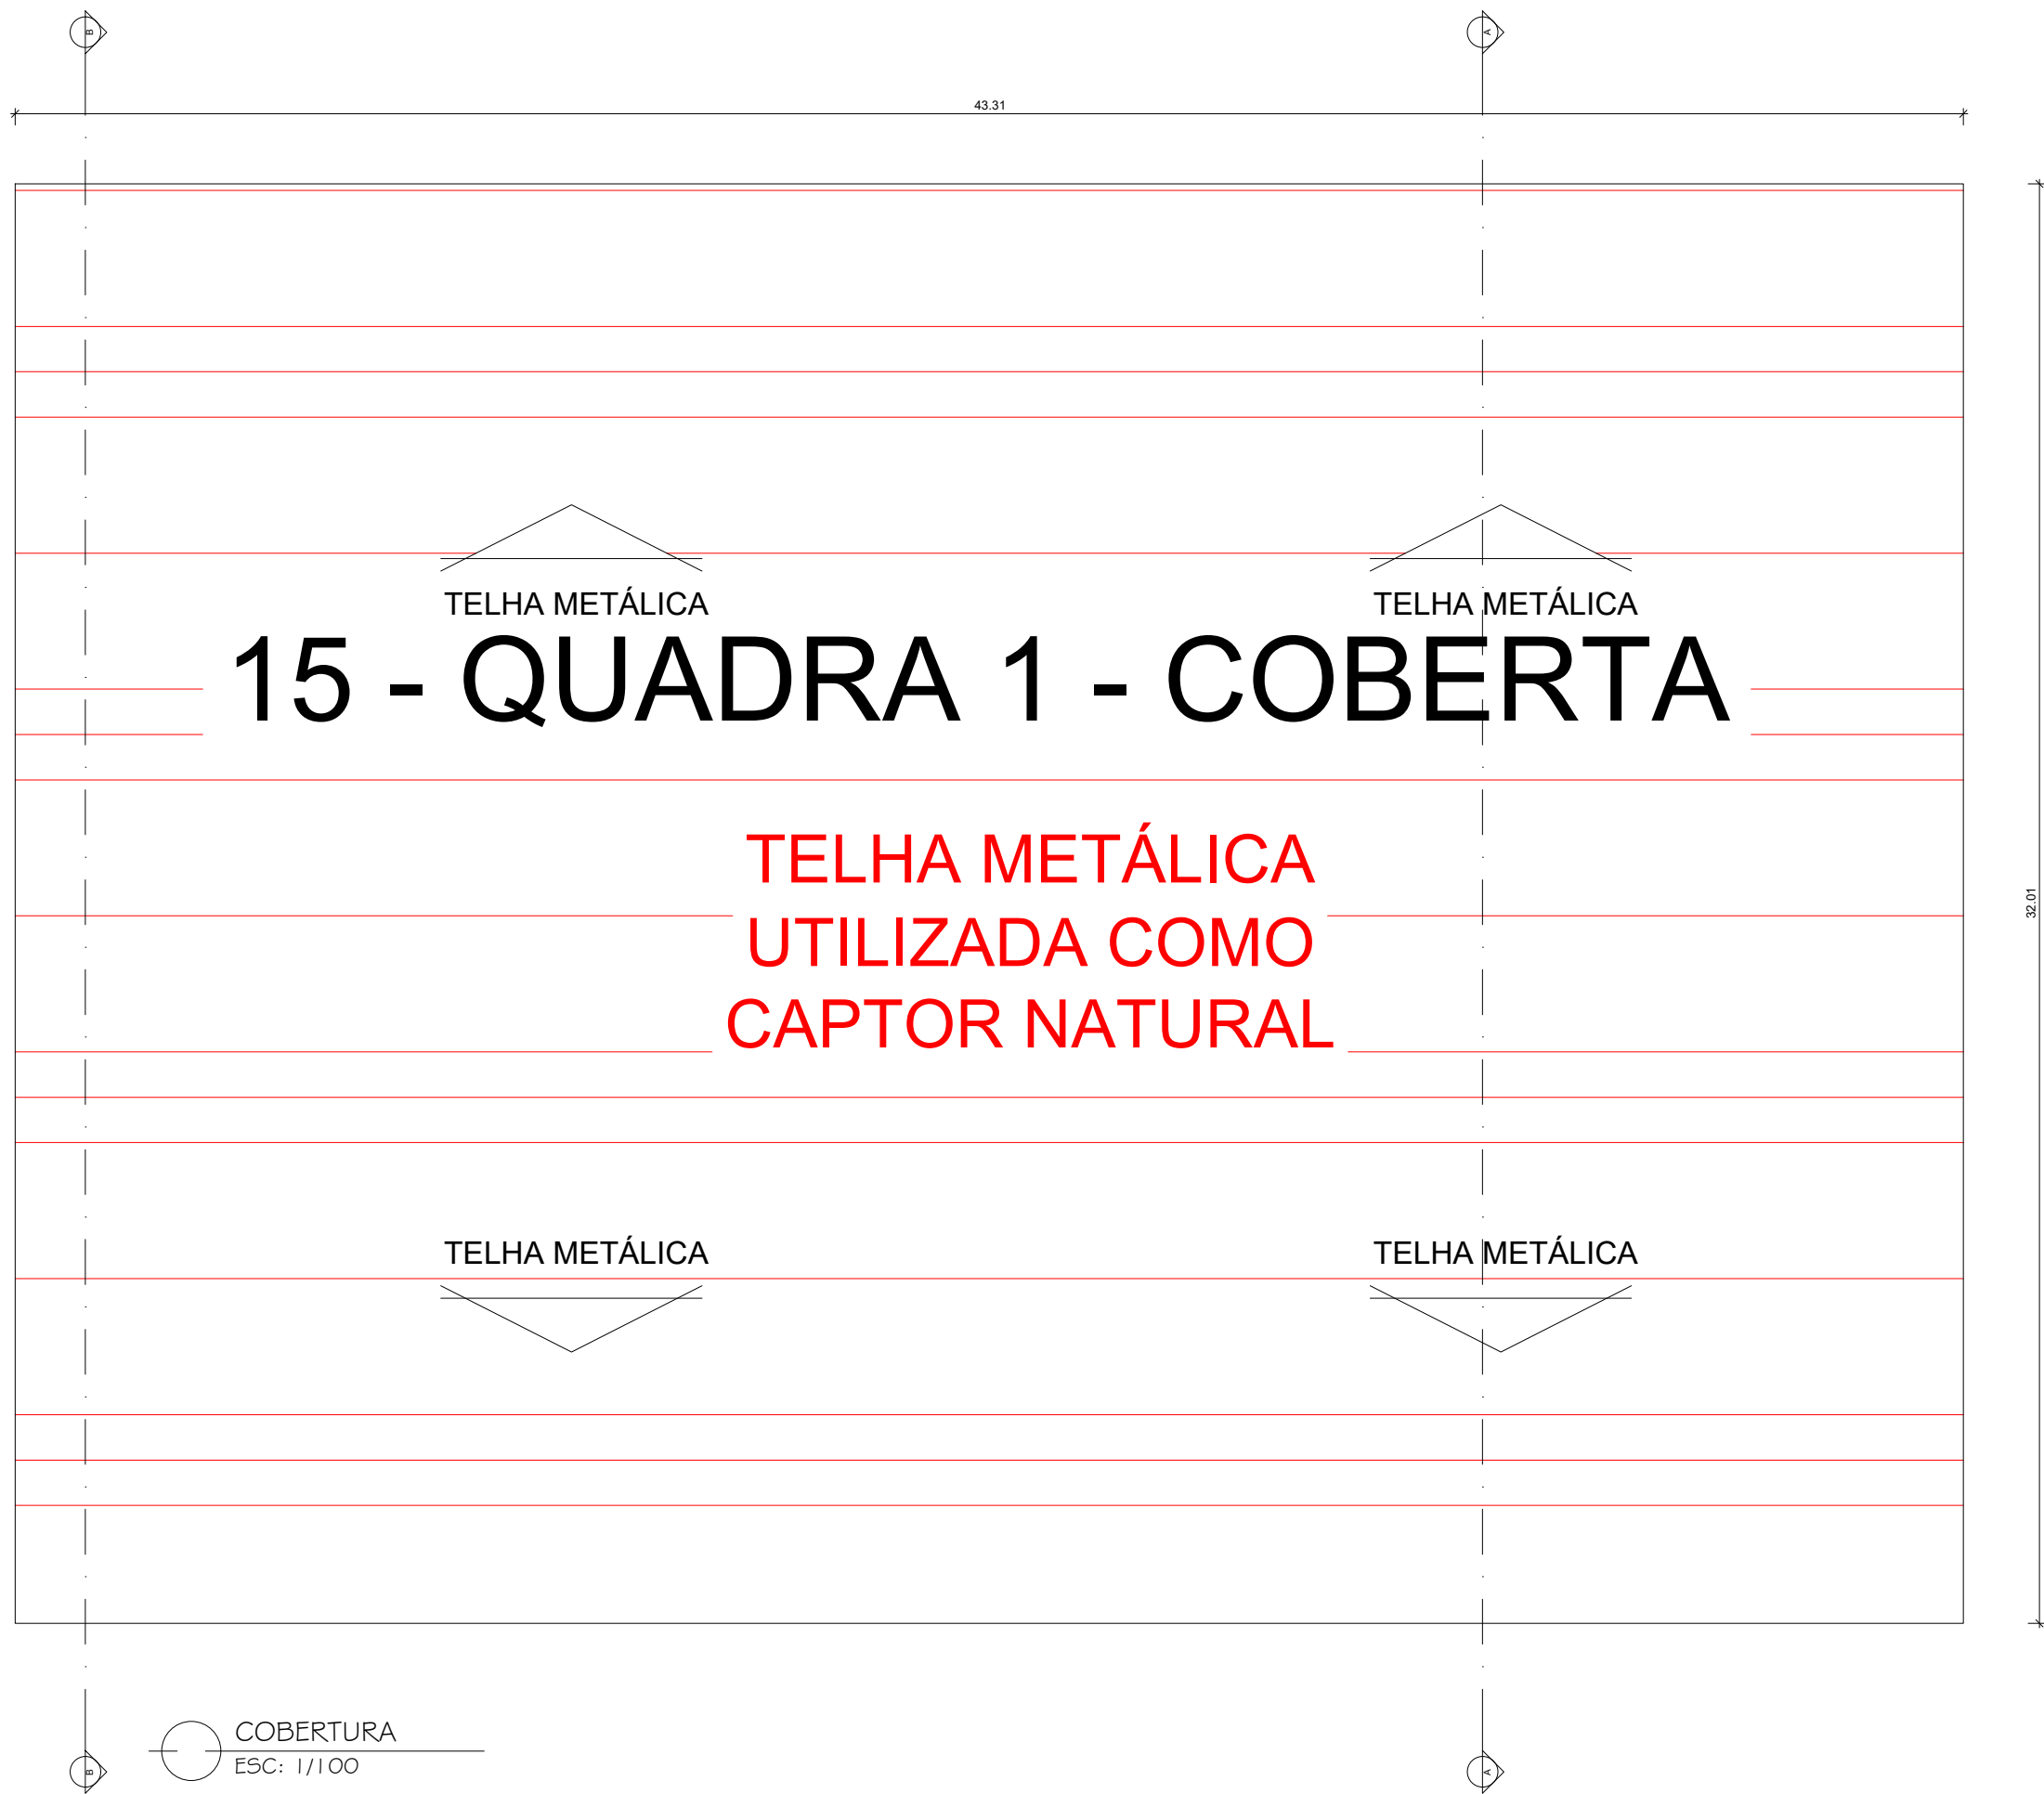 B
A
43.31
TELHA METÁLICA
TELHA METÁLICA
15 - QUADRA 1 - COBERTA
TELHA METÁLICA
UTILIZADA COMO
CAPTOR NATURAL
32.01
TELHA METÁLICA
TELHA METÁLICA
COBERTURA
ESC: 1/100
B
A